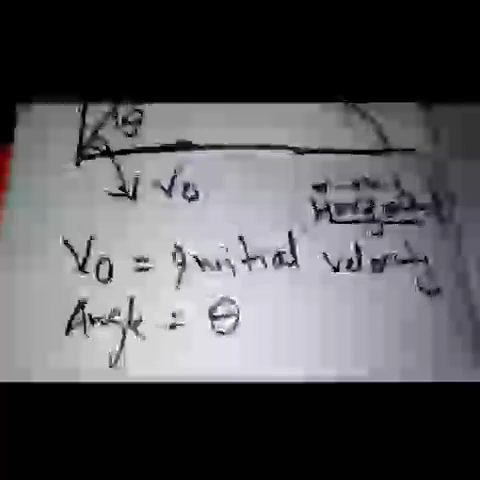 θ
V₀
V₀ = Initial velocity
Angle = θ